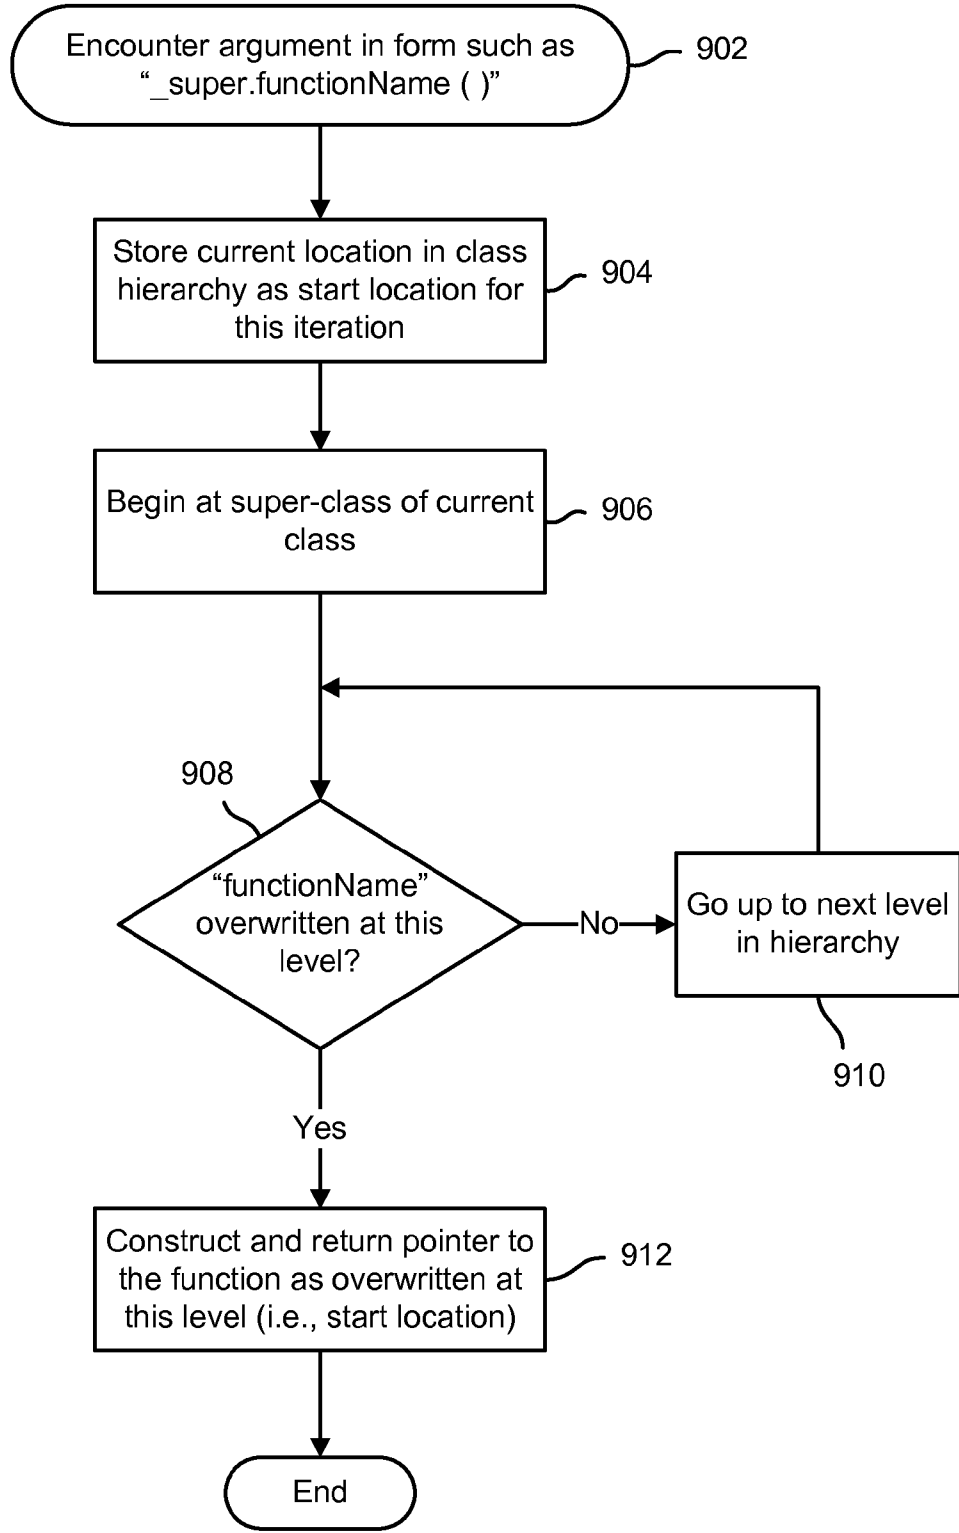 Encounter argument in form such as
“_super.functionName ( )”
902
Store current location in class
hierarchy as start location for
this iteration
904
Begin at super-class of current
class
906
908
“functionName”
overwritten at this
level?
No
Go up to next level
in hierarchy
910
Yes
Construct and return pointer to
the function as overwritten at
this level (i.e., start location)
912
End